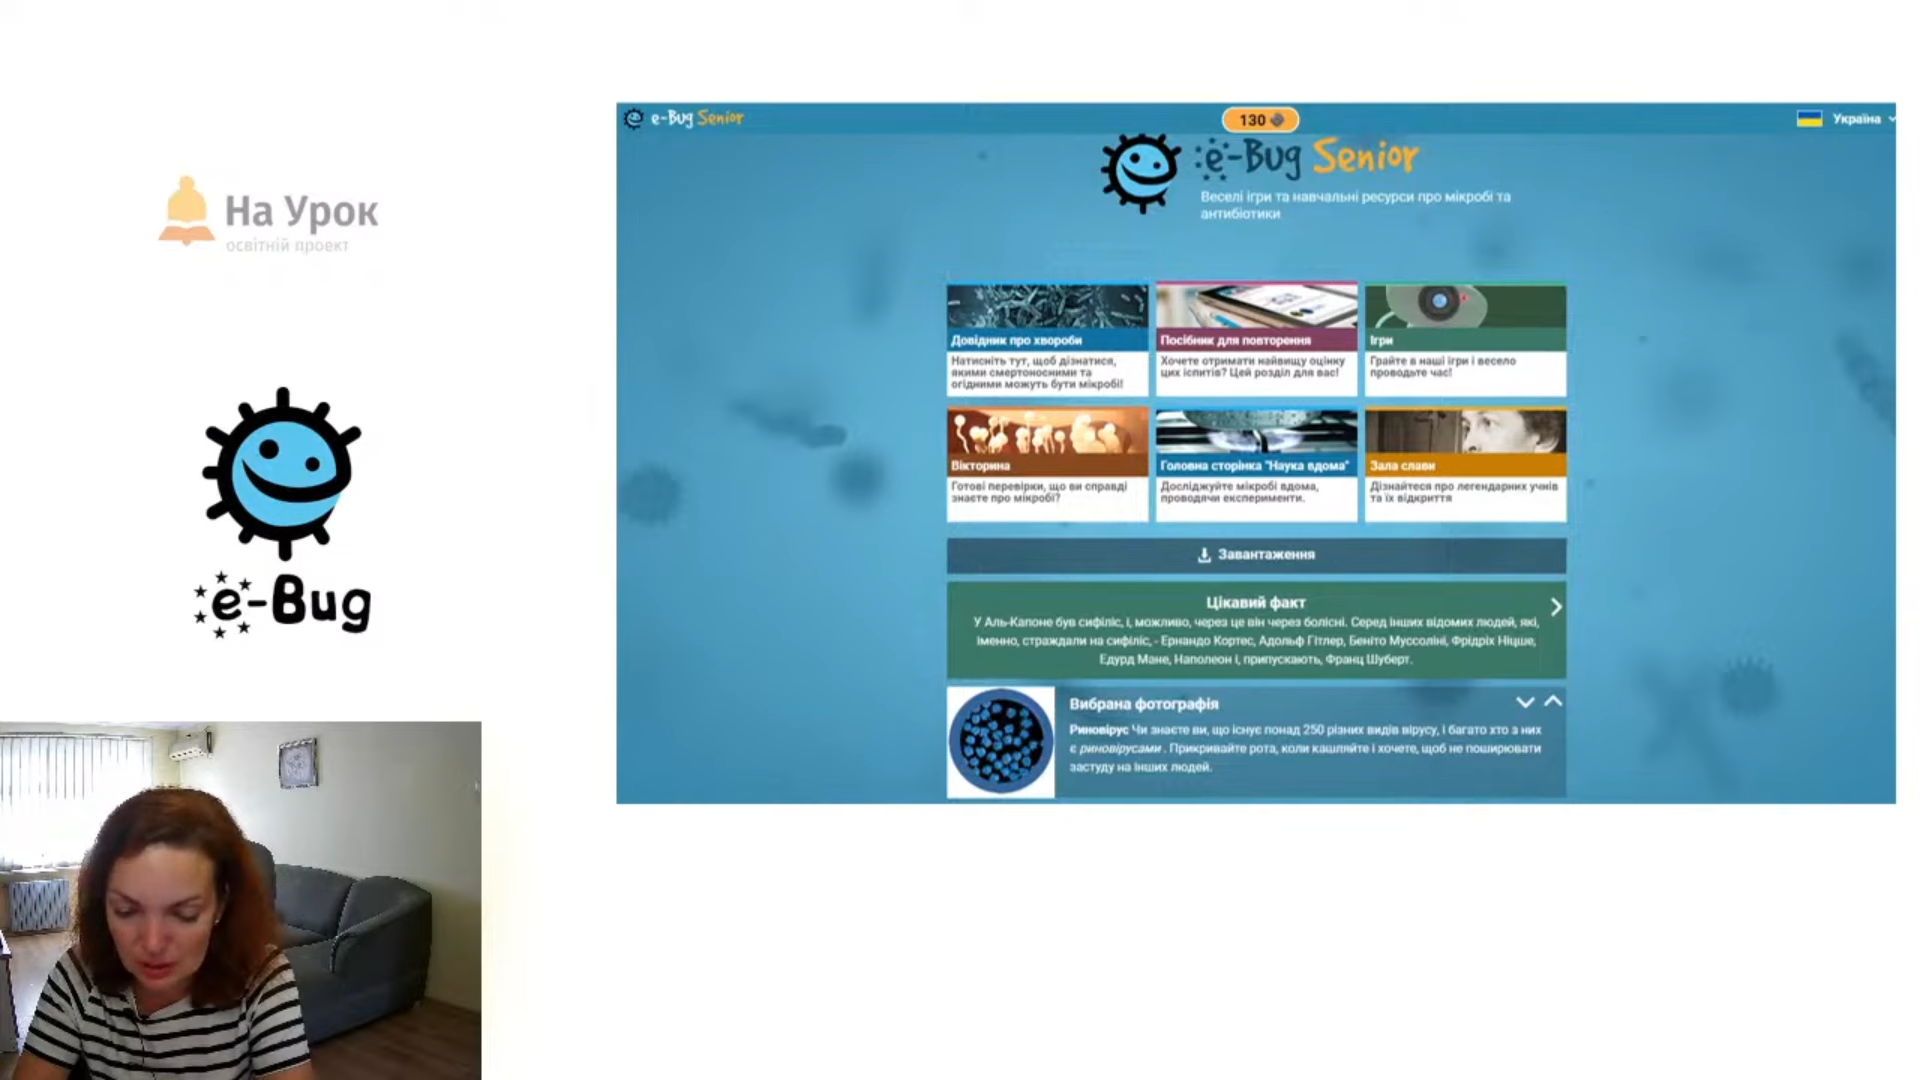 На Урок
освітній проект
e-Bug
e-Bug Senior
130
Україна
e-Bug Senior
Веселі ігри та навчальні ресурси про мікробі та
антибіотики
Довідник про хвороби
Натисніть тут, щоб дізнатися,
якими смертоносними та
огідними можуть бути мікробі!
Посібник для повторення
Хочете отримати найвищу оцінку
цих іспитів? Цей розділ для вас!
Ігри
Грайте в наші ігри і весело
проводьте час!
Вікторина
Готові перевірки, що ви справді
знаєте про мікробі?
Головна сторінка "Наука вдома"
Досліджуйте мікробі вдома,
проводячи експерименти.
Зала слави
Дізнайтеся про легендарних учнів
та їх відкриття
Завантаження
Цікавий факт
У Аль-Капоне був сифіліс, і, можливо, через це він через болісні. Серед інших відомих людей, які,
іменно, страждали на сифіліс, - Ернандо Кортес, Адольф Гітлер, Беніто Муссоліні, Фрідріх Ніцше,
Едурд Мане, Наполеон і, припускають, Франц Шуберт.
Вибрана фотографія
Риновірус Чи знаєте ви, що існує понад 250 різних видів вірусу, і багато хто з них
є риновірусами . Прикривайте рота, коли кашляйте і хочете, щоб не поширювати
застуду на інших людей.